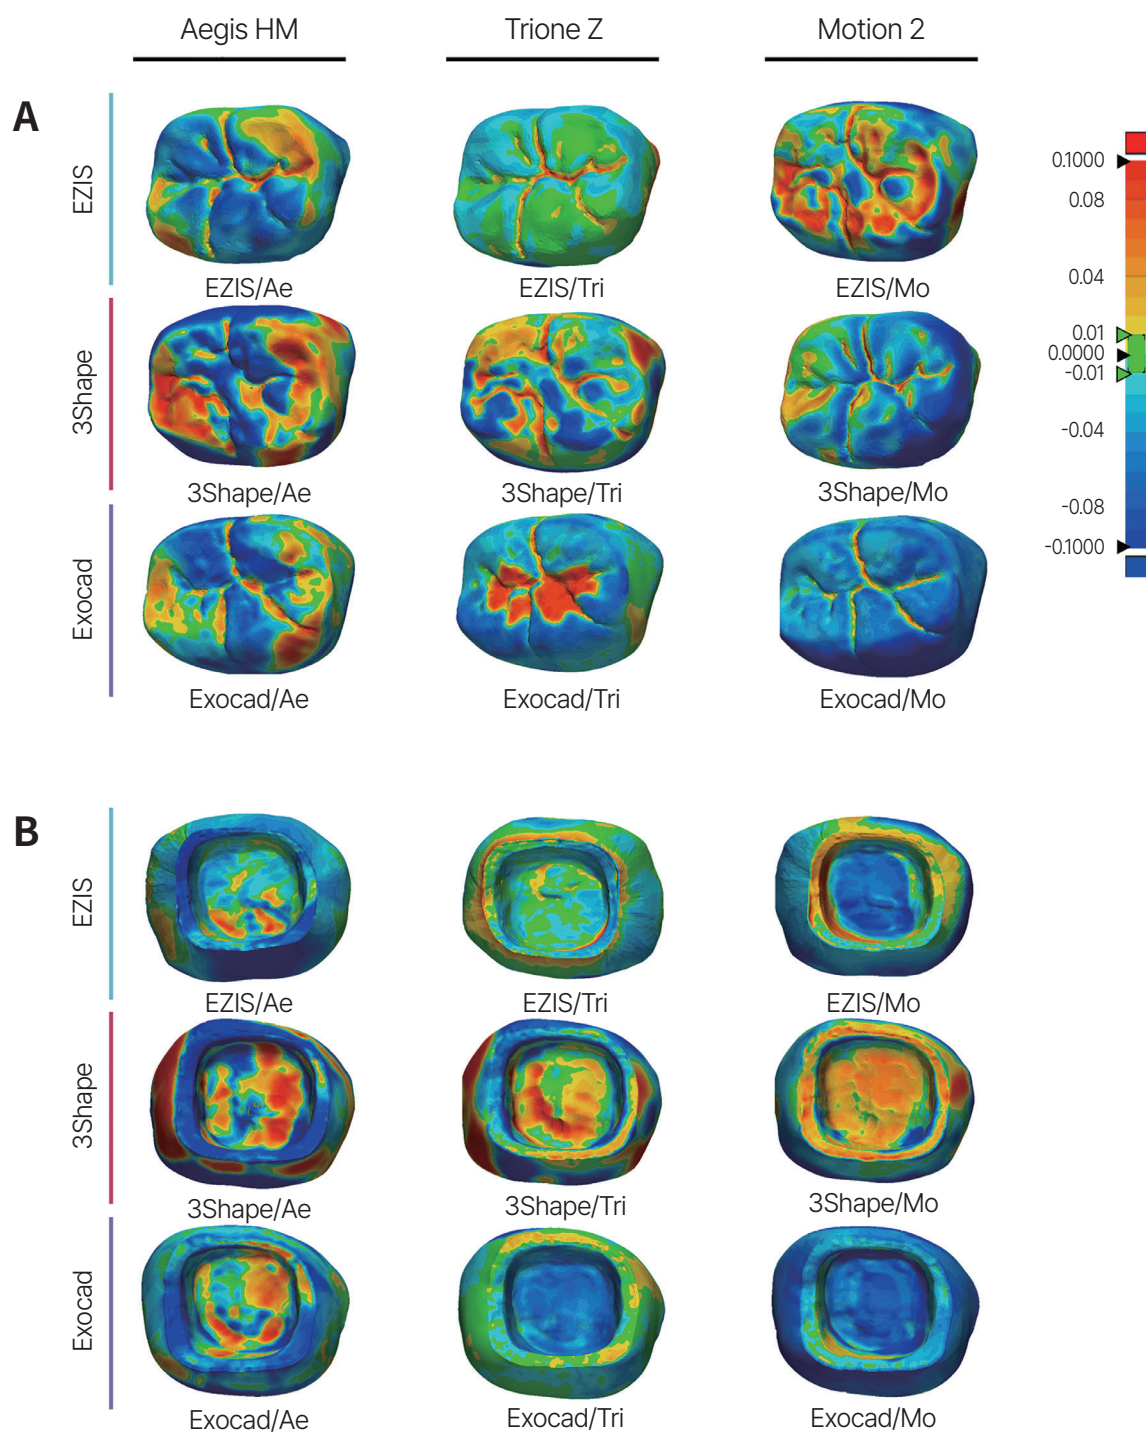 Aegis HM
Trione Z
Motion 2
A
EZIS
EZIS/Ae
EZIS/Tri
EZIS/Mo
3Shape
3Shape/Ae
3Shape/Tri
3Shape/Mo
Exocad
Exocad/Ae
Exocad/Tri
Exocad/Mo
0.1000
0.08
0.04
0.01
0.0000
-0.01
-0.04
-0.08
-0.1000
B
EZIS
EZIS/Ae
EZIS/Tri
EZIS/Mo
3Shape
3Shape/Ae
3Shape/Tri
3Shape/Mo
Exocad
Exocad/Ae
Exocad/Tri
Exocad/Mo